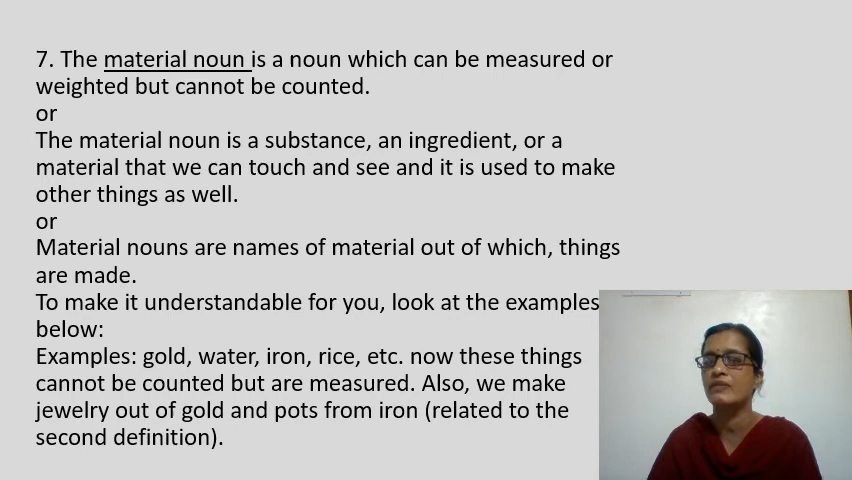 7. The material noun is a noun which can be measured or
weighted but cannot be counted.
or
The material noun is a substance, an ingredient, or a
material that we can touch and see and it is used to make
other things as well.
or
Material nouns are names of material out of which, things
are made.
To make it understandable for you, look at the examples
below:
Examples: gold, water, iron, rice, etc. now these things
cannot be counted but are measured. Also, we make
jewelry out of gold and pots from iron (related to the
second definition).